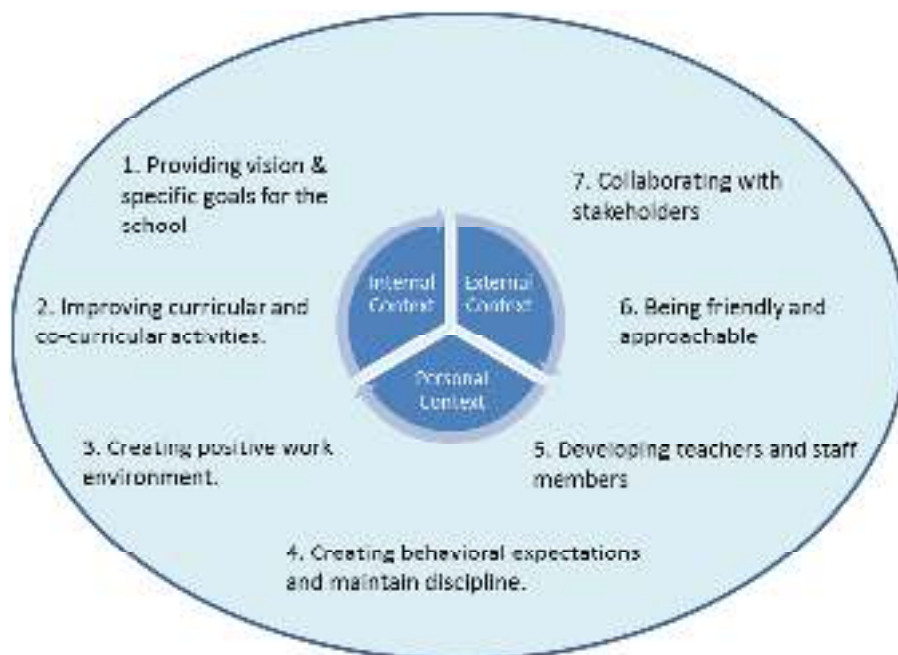 1. Providing vision &
specific goals for the
school
7. Collaborating with
stakeholders
Internal
Context
External
Context
2. Improving curricular and
co-curricular activities.
6. Being friendly and
approachable
Personal
Context
3. Creating positive work
environment.
5. Developing teachers and staff
members
4. Creating behavioral expectations
and maintain discipline.